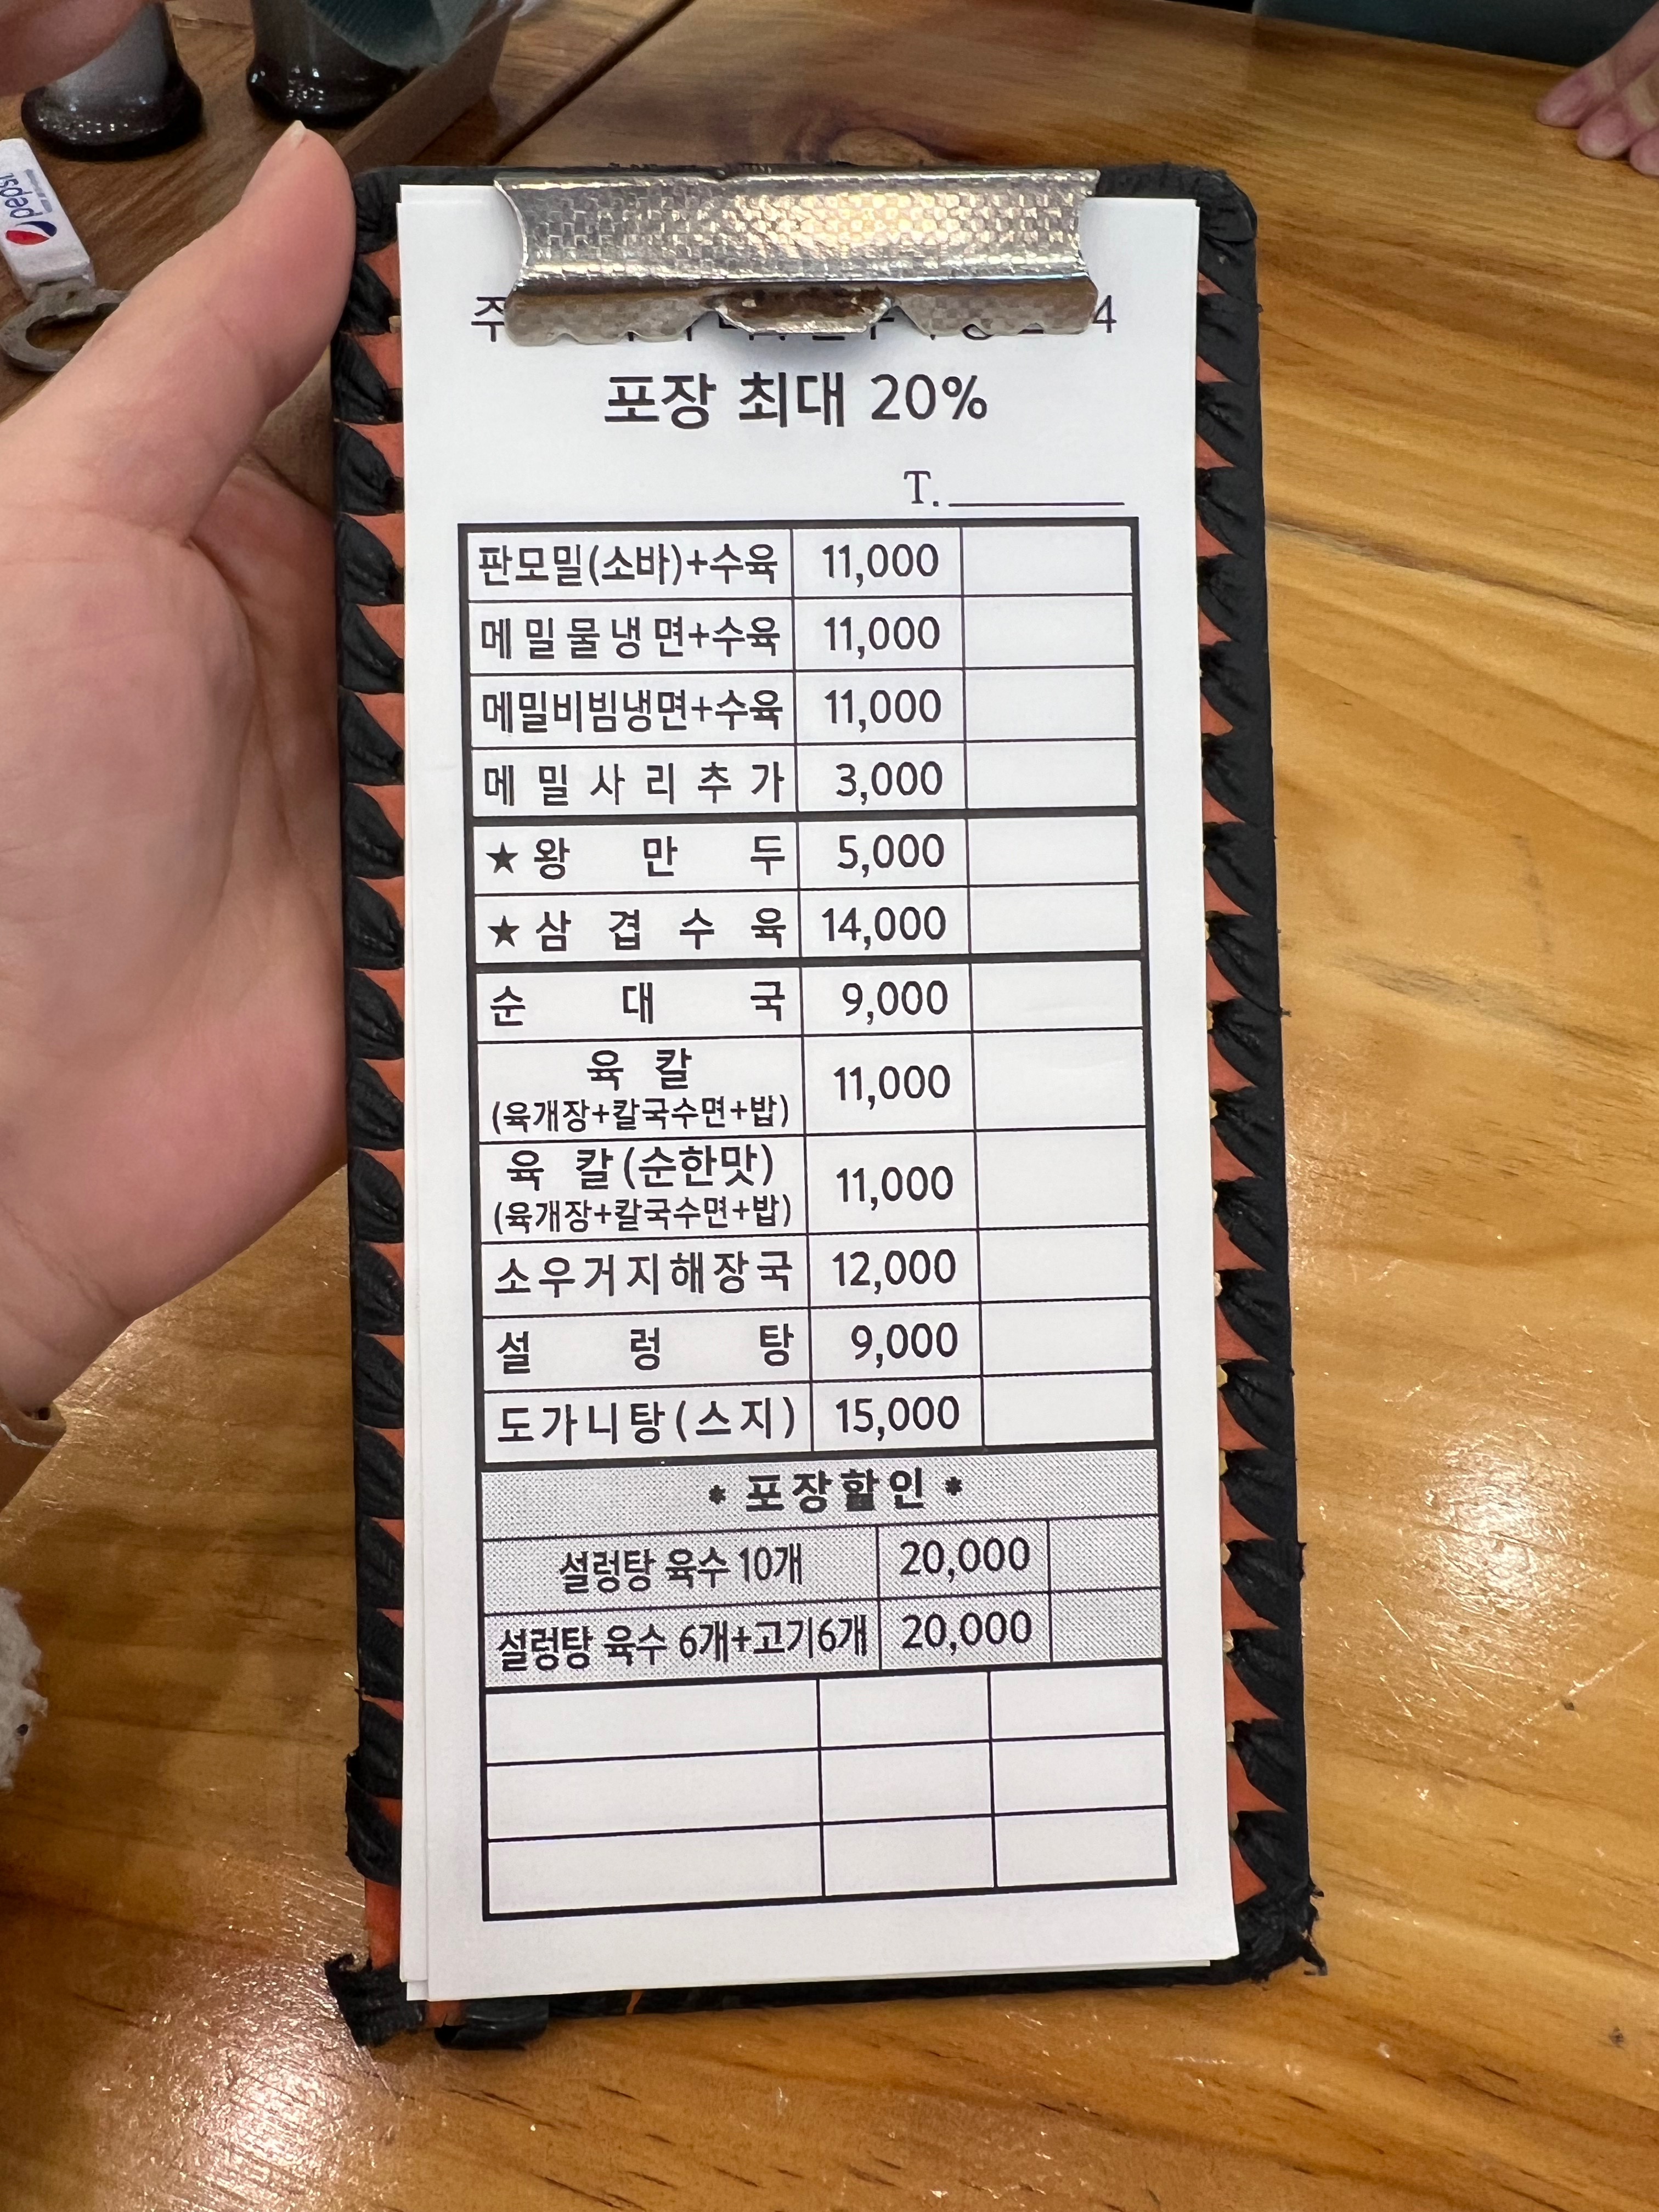 pepsi
포장 최대 20%
T.
판모밀(소바)+수육 11,000
메밀물냉면+수육 11,000
메밀비빔냉면+수육 11,000
메밀사리추가 3,000
★왕만두 5,000
★삼겹수육 14,000
순대국 9,000
육칼 11,000
(육개장+칼국수면+밥)
육칼(순한맛) 11,000
(육개장+칼국수면+밥)
소우거지해장국 12,000
설렁탕 9,000
도가니탕(스지) 15,000
* 포장할인 *
설렁탕 육수 10개 20,000
설렁탕 육수 6개+고기6개 20,000